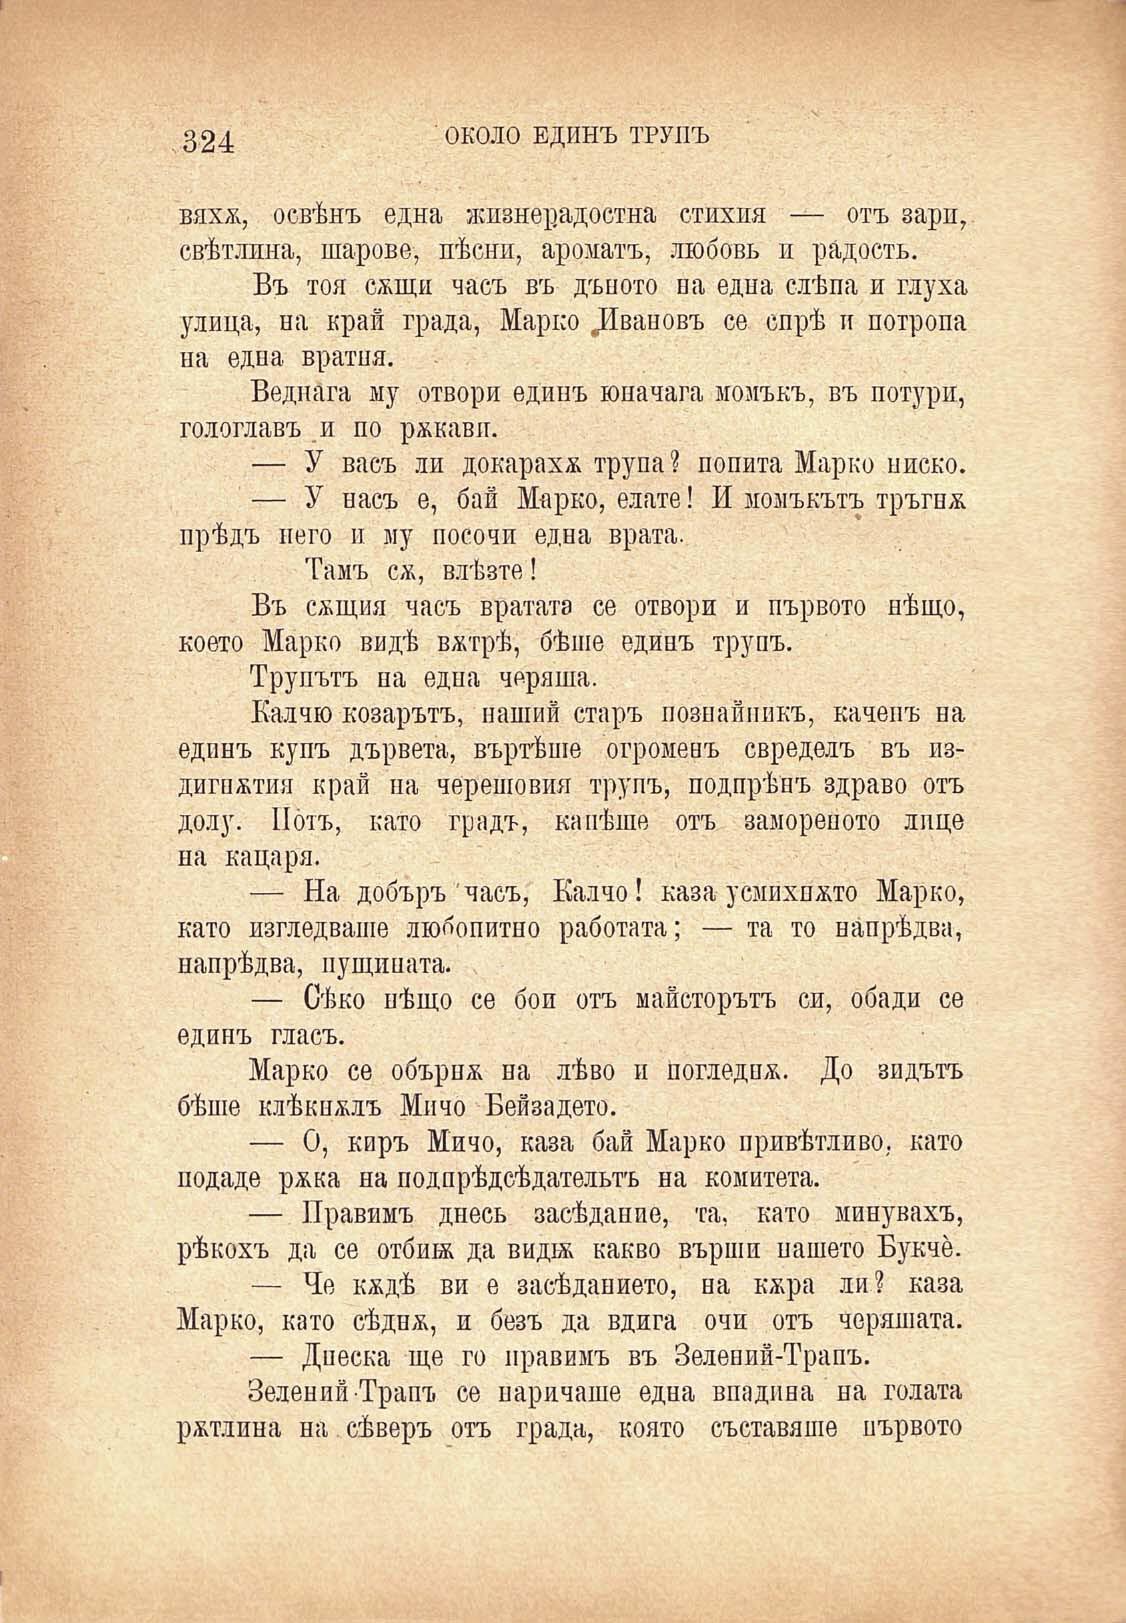 324
ОКОЛО ЕДИНЪ ТРУПЪ
вяхѫ, освѣнъ една жизнерадостна стихия — отъ зари,
свѣтлина, шарове, пѣсни, ароматъ, любовь и радость.
Въ тоя сѫщи часъ въ дъното на една слѣпа и глуха
улица, на край града, Марко Ивановъ се спрѣ и потропа
на една вратня.
Веднага му отвори единъ юначага момъкъ, въ потури,
гологлавъ и по рѫкави.
— У васъ ли докарахѫ трупа? попита Марко ниско.
— У насъ е, бай Марко, елате! И момъкътъ тръгнѫ
прѣдъ него и му посочи една врата.
Тамъ сѫ, влѣзте!
Въ сѫщия часъ вратата се отвори и първото нѣщо,
което Марко видѣ вѫтрѣ, бѣше единъ трупъ.
Трупътъ на една черяша.
Калчю козарътъ, наший старъ познайникъ, каченъ на
единъ купъ дървета, въртѣше огроменъ свределъ въ из-
дигнѫтия край на черешовия трупъ, подпрѣнъ здраво отъ
долу. Потъ, като градъ, капѣше отъ замореното лице
на кацаря.
— На добъръ часъ, Калчо! каза усмихнѫто Марко,
като изгледваше любопитно работата; — та то напрѣдва,
напрѣдва, пущината.
— Сѣко нѣщо се бои отъ майсторътъ си, обади се
единъ гласъ.
Марко се обърнѫ на лѣво и погледнѫ. До зидътъ
бѣше клѣкнѫлъ Мичо Бейзадето.
— О, киръ Мичо, каза бай Марко привѣтливо, като
подаде рѫка на подпрѣдсѣдательтъ на комитета.
— Правимъ днесь засѣдание, та, като минувахъ,
рѣкохъ да се отбиѭ да видѭ какво върши нашето Букчѐ.
— Че кѫдѣ ви е засѣданието, на кѫра ли? каза
Марко, като сѣднѫ, и безъ да вдига очи отъ черяшата.
— Днеска ще го правимъ въ Зелений-Трапъ.
Зелений-Трапъ се наричаше една впадина на голата
рѫтлина на сѣверъ отъ града, която съставяше първото